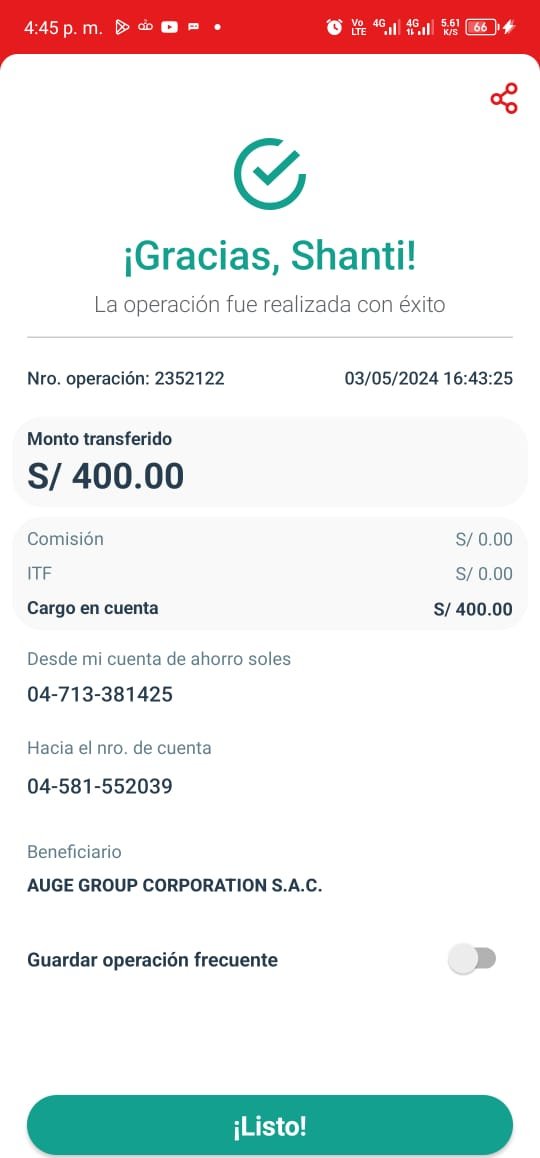 4:45 p. m.
Vo LTE 4G 4G 5.61 K/S 66
¡Gracias, Shanti!
La operación fue realizada con éxito
Nro. operación: 2352122 03/05/2024 16:43:25
Monto transferido
S/ 400.00
Comisión S/ 0.00
ITF S/ 0.00
Cargo en cuenta S/ 400.00
Desde mi cuenta de ahorro soles
04-713-381425
Hacia el nro. de cuenta
04-581-552039
Beneficiario
AUGE GROUP CORPORATION S.A.C.
Guardar operación frecuente
¡Listo!